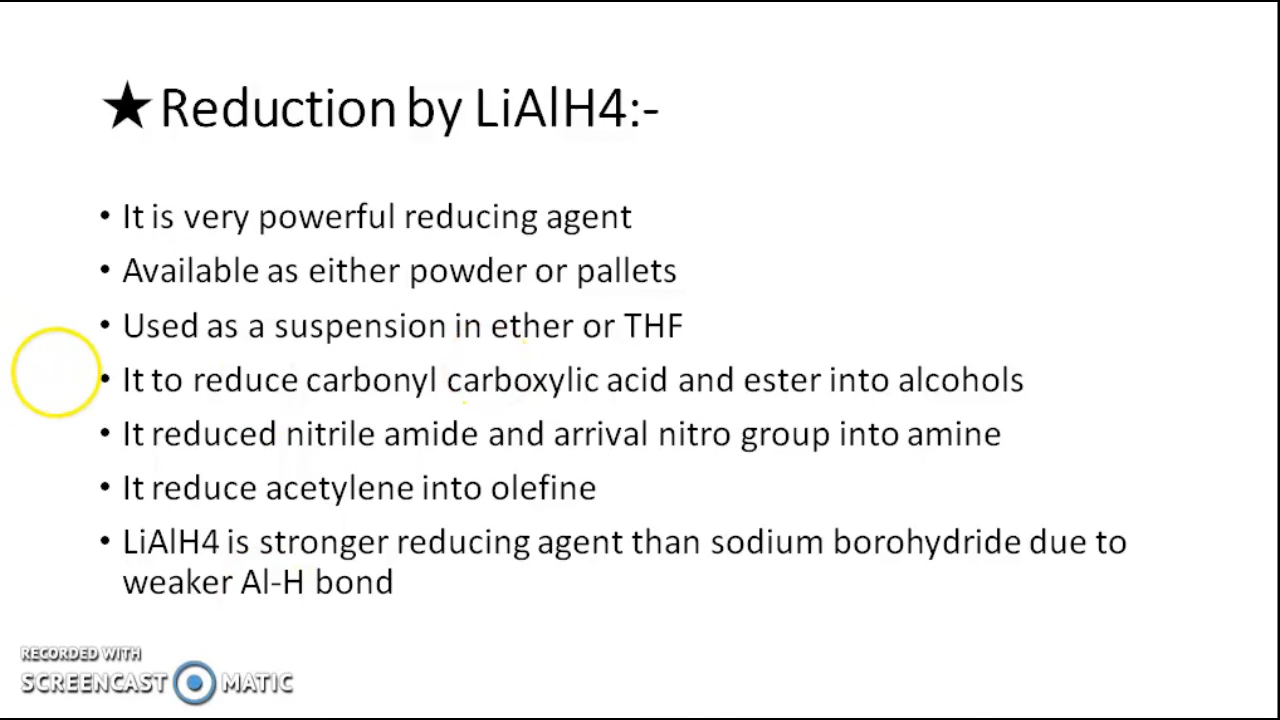 ★Reduction by LiAlH4:-
• It is very powerful reducing agent
• Available as either powder or pallets
• Used as a suspension in ether or THF
• It to reduce carbonyl carboxylic acid and ester into alcohols
• It reduced nitrile amide and arrival nitro group into amine
• It reduce acetylene into olefine
• LiAlH4 is stronger reducing agent than sodium borohydride due to
weaker Al-H bond
RECORDED WITH
SCREENCAST MATIC